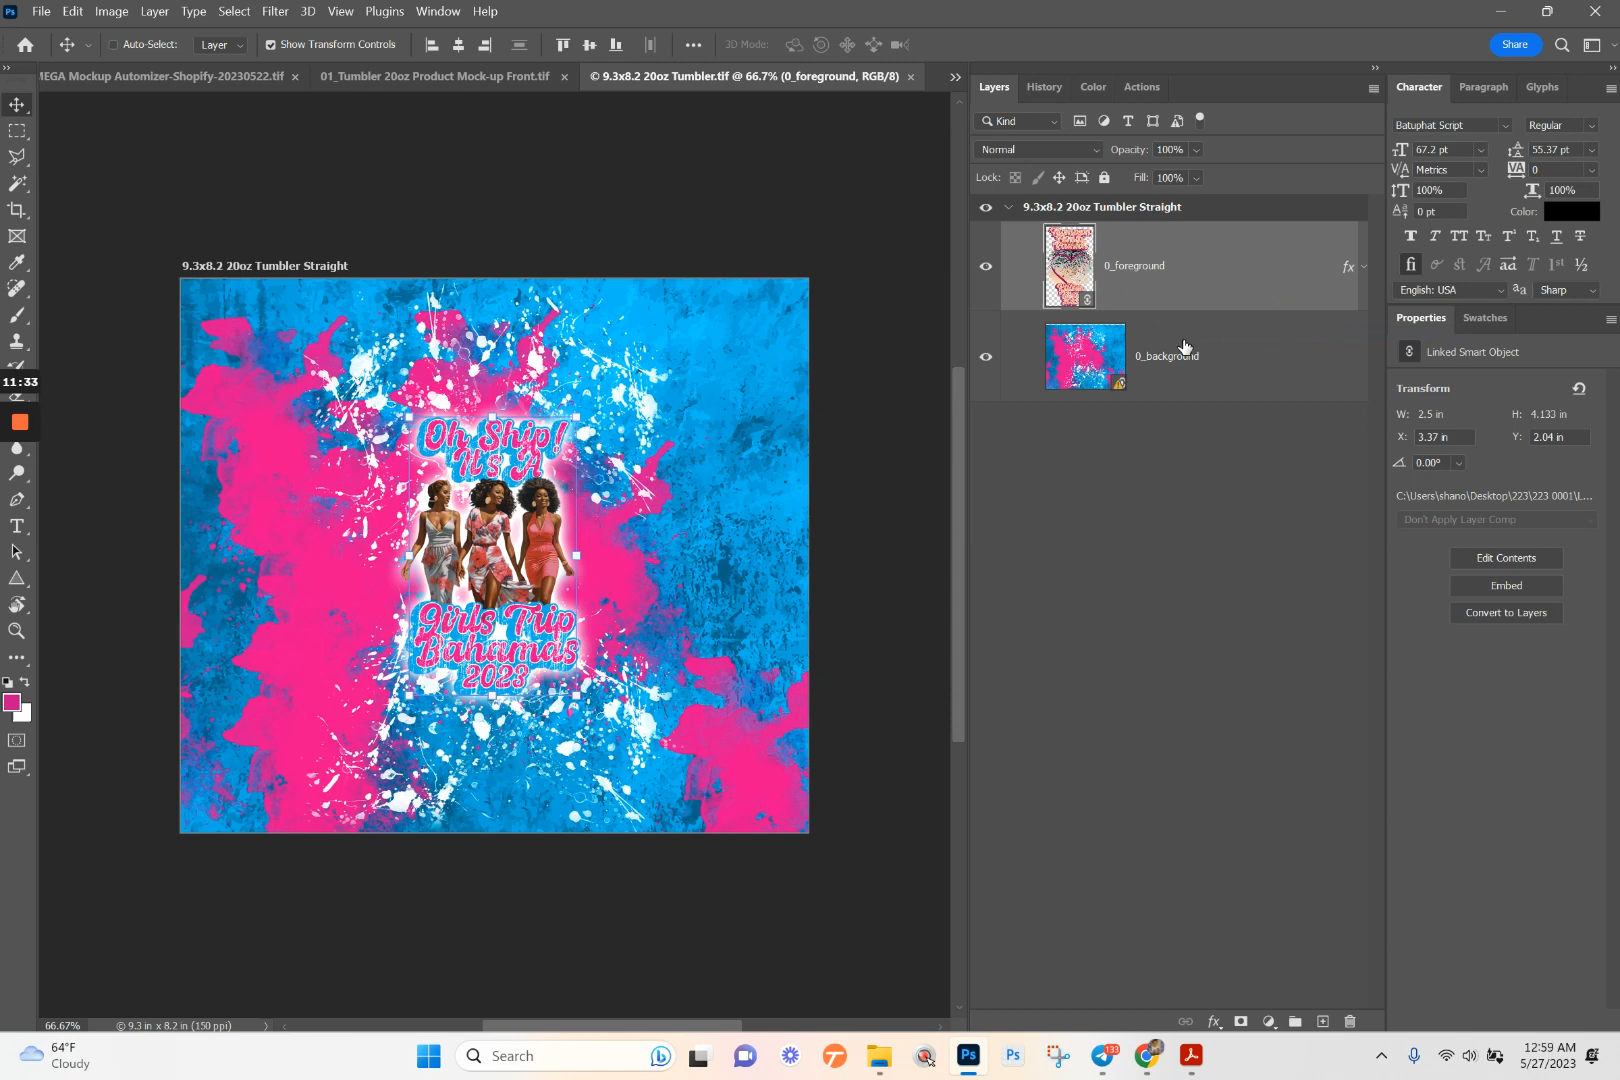 Ps File Edit Image Layer Type Select Filter 3D View Plugins Window Help
Auto-Select: Layer Show Transform Controls 3D Mode: Share
IEGA Mockup Automizer-Shopify-20230522.tif × 01_Tumbler 20oz Product Mock-up Front.tif × © 9.3x8.2 20oz Tumbler.tif @ 66.7% (0_foreground, RGB/8) ×
Layers History Color Actions
Kind
Normal Opacity: 100%
Lock: Fill: 100%
9.3x8.2 20oz Tumbler Straight
0_foreground fx
0_background
Character Paragraph Glyphs
Batuphat Script Regular
67.2 pt 55.37 pt
Metrics 0
100% 100%
0 pt Color:
English: USA Sharp
Properties Swatches
Linked Smart Object
Transform
W: 2.5 in H: 4.133 in
X: 3.37 in Y: 2.04 in
0.00°
C:\Users\shano\Desktop\223\223 0001\L...
Don't Apply Layer Comp
Edit Contents
Embed
Convert to Layers
11:33
9.3x8.2 20oz Tumbler Straight
Oh Ship!
It's A
Girls Trip
Bahamas
2023
66.67% © 9.3 in x 8.2 in (150 ppi)
64°F
Cloudy
Search
Ps
Ps
133
12:59 AM
5/27/2023